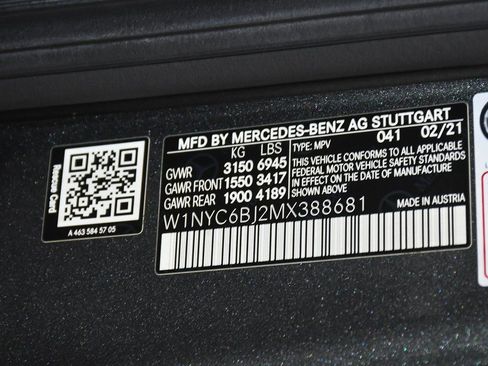 MFD BY MERCEDES-BENZ AG STUTTGART
KG LBS TYPE: MPV 041 02/21
GVWR 3150 6945
GAWR FRONT 1550 3417
GAWR REAR 1900 4189
THIS VEHICLE CONFORMS TO ALL APPLICABLE
FEDERAL MOTOR VEHICLE SAFETY STANDARDS
IN EFFECT ON THE DATE OF MANUFACTURE
SHOWN ABOVE.
W1NYC6BJ2MX388681
MADE IN AUSTRIA
Rescue Card
A 463 584 57 05